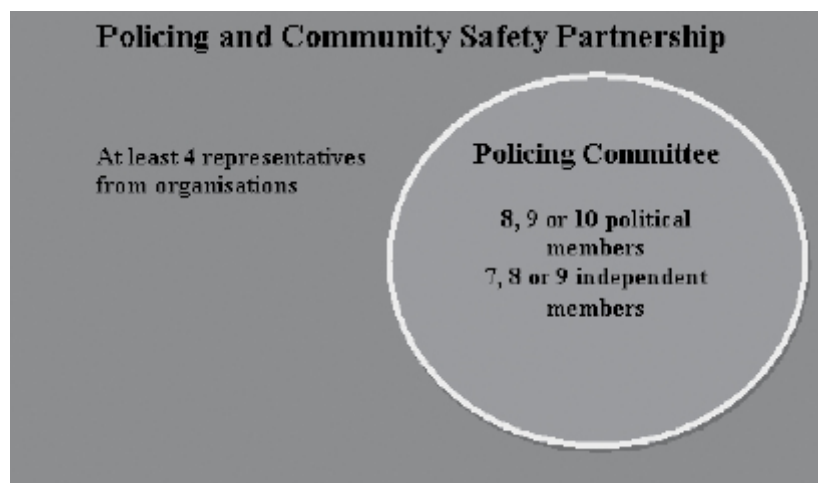 Policing and Community Safety Partnership
At least 4 representatives
from organisations
Policing Committee
8, 9 or 10 political
members
7, 8 or 9 independent
members